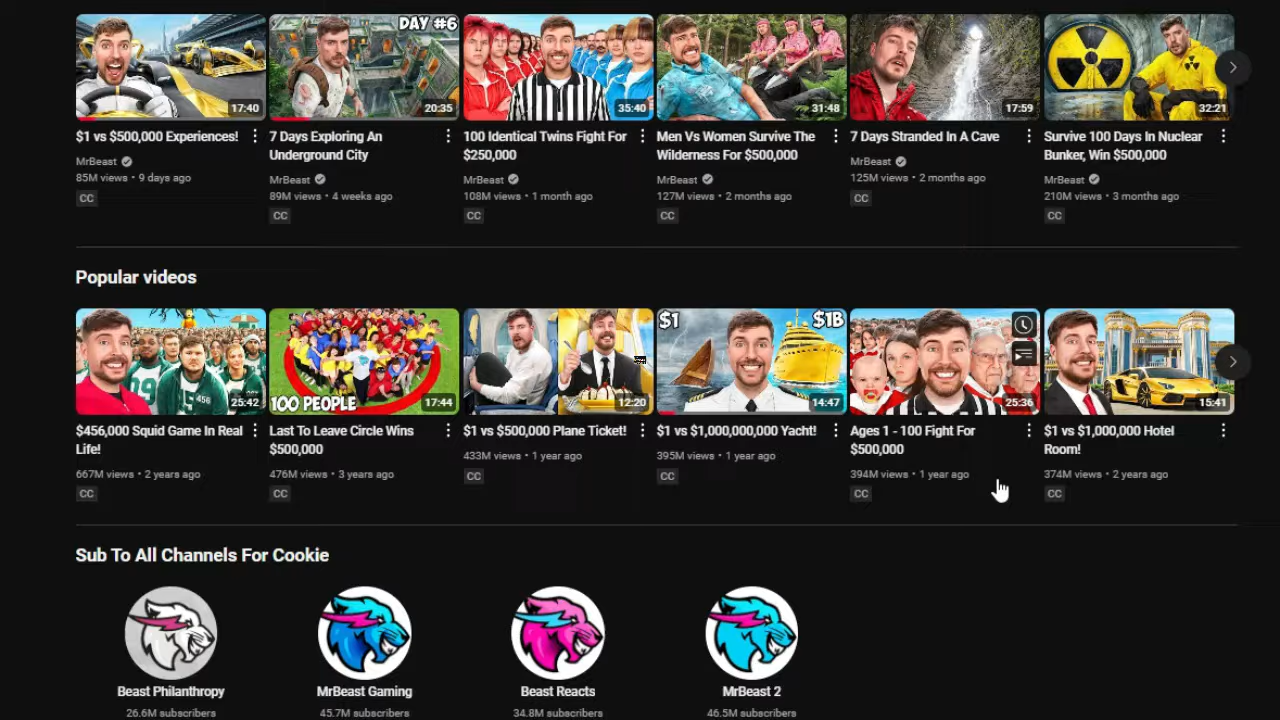 DAY #6
17:40
20:35
35:40
31:48
17:59
32:21
$1 vs $500,000 Experiences!
MrBeast
85M views • 9 days ago
CC
7 Days Exploring An
Underground City
MrBeast
89M views • 4 weeks ago
CC
100 Identical Twins Fight For
$250,000
MrBeast
108M views • 1 month ago
CC
Men Vs Women Survive The
Wilderness For $500,000
MrBeast
127M views • 2 months ago
CC
7 Days Stranded In A Cave
MrBeast
125M views • 2 months ago
CC
Survive 100 Days In Nuclear
Bunker, Win $500,000
MrBeast
210M views • 3 months ago
CC
Popular videos
456
25:42
100 PEOPLE
17:44
12:20
$1
$1B
14:47
25:36
15:41
$456,000 Squid Game In Real
Life!
667M views • 2 years ago
CC
Last To Leave Circle Wins
$500,000
476M views • 3 years ago
CC
$1 vs $500,000 Plane Ticket!
433M views • 1 year ago
CC
$1 vs $1,000,000,000 Yacht!
395M views • 1 year ago
CC
Ages 1 - 100 Fight For
$500,000
394M views • 1 year ago
CC
$1 vs $1,000,000 Hotel
Room!
374M views • 2 years ago
CC
Sub To All Channels For Cookie
Beast Philanthropy
26.6M subscribers
MrBeast Gaming
45.7M subscribers
Beast Reacts
34.8M subscribers
MrBeast 2
46.5M subscribers